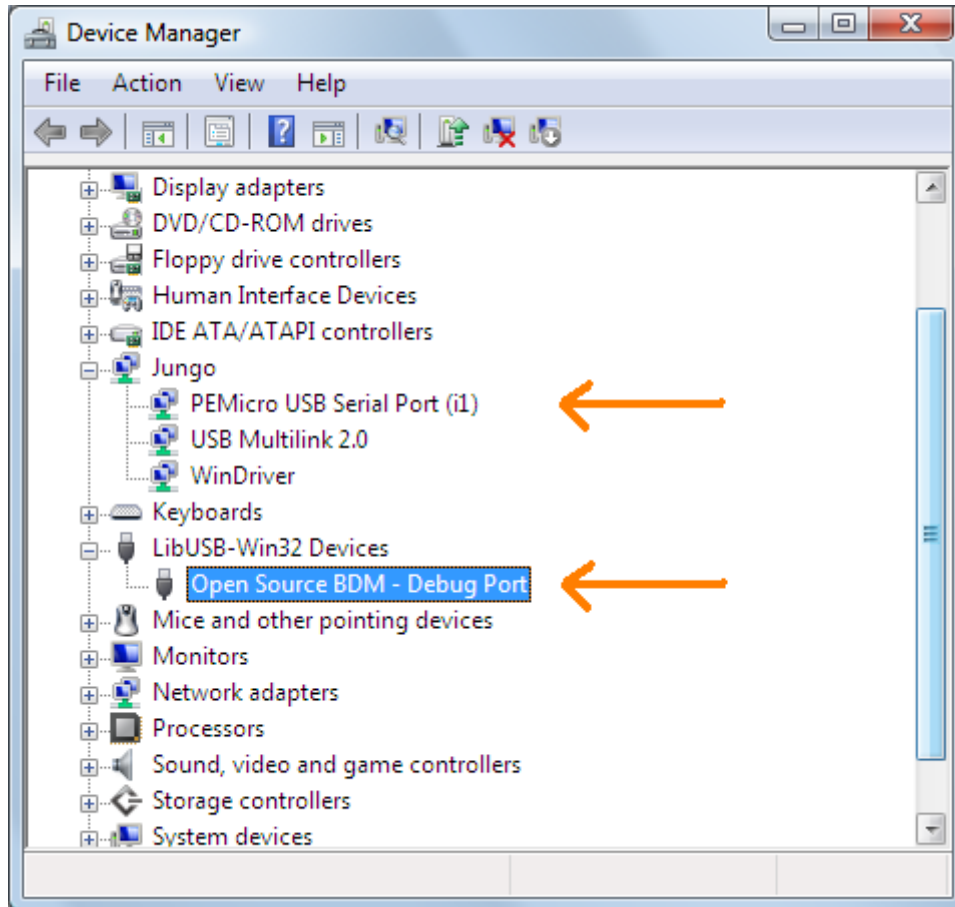 Device Manager
File Action View Help
Display adapters
DVD/CD-ROM drives
Floppy drive controllers
Human Interface Devices
IDE ATA/ATAPI controllers
Jungo
PEMicro USB Serial Port (i1)
USB Multilink 2.0
WinDriver
Keyboards
LibUSB-Win32 Devices
Open Source BDM - Debug Port
Mice and other pointing devices
Monitors
Network adapters
Processors
Sound, video and game controllers
Storage controllers
System devices